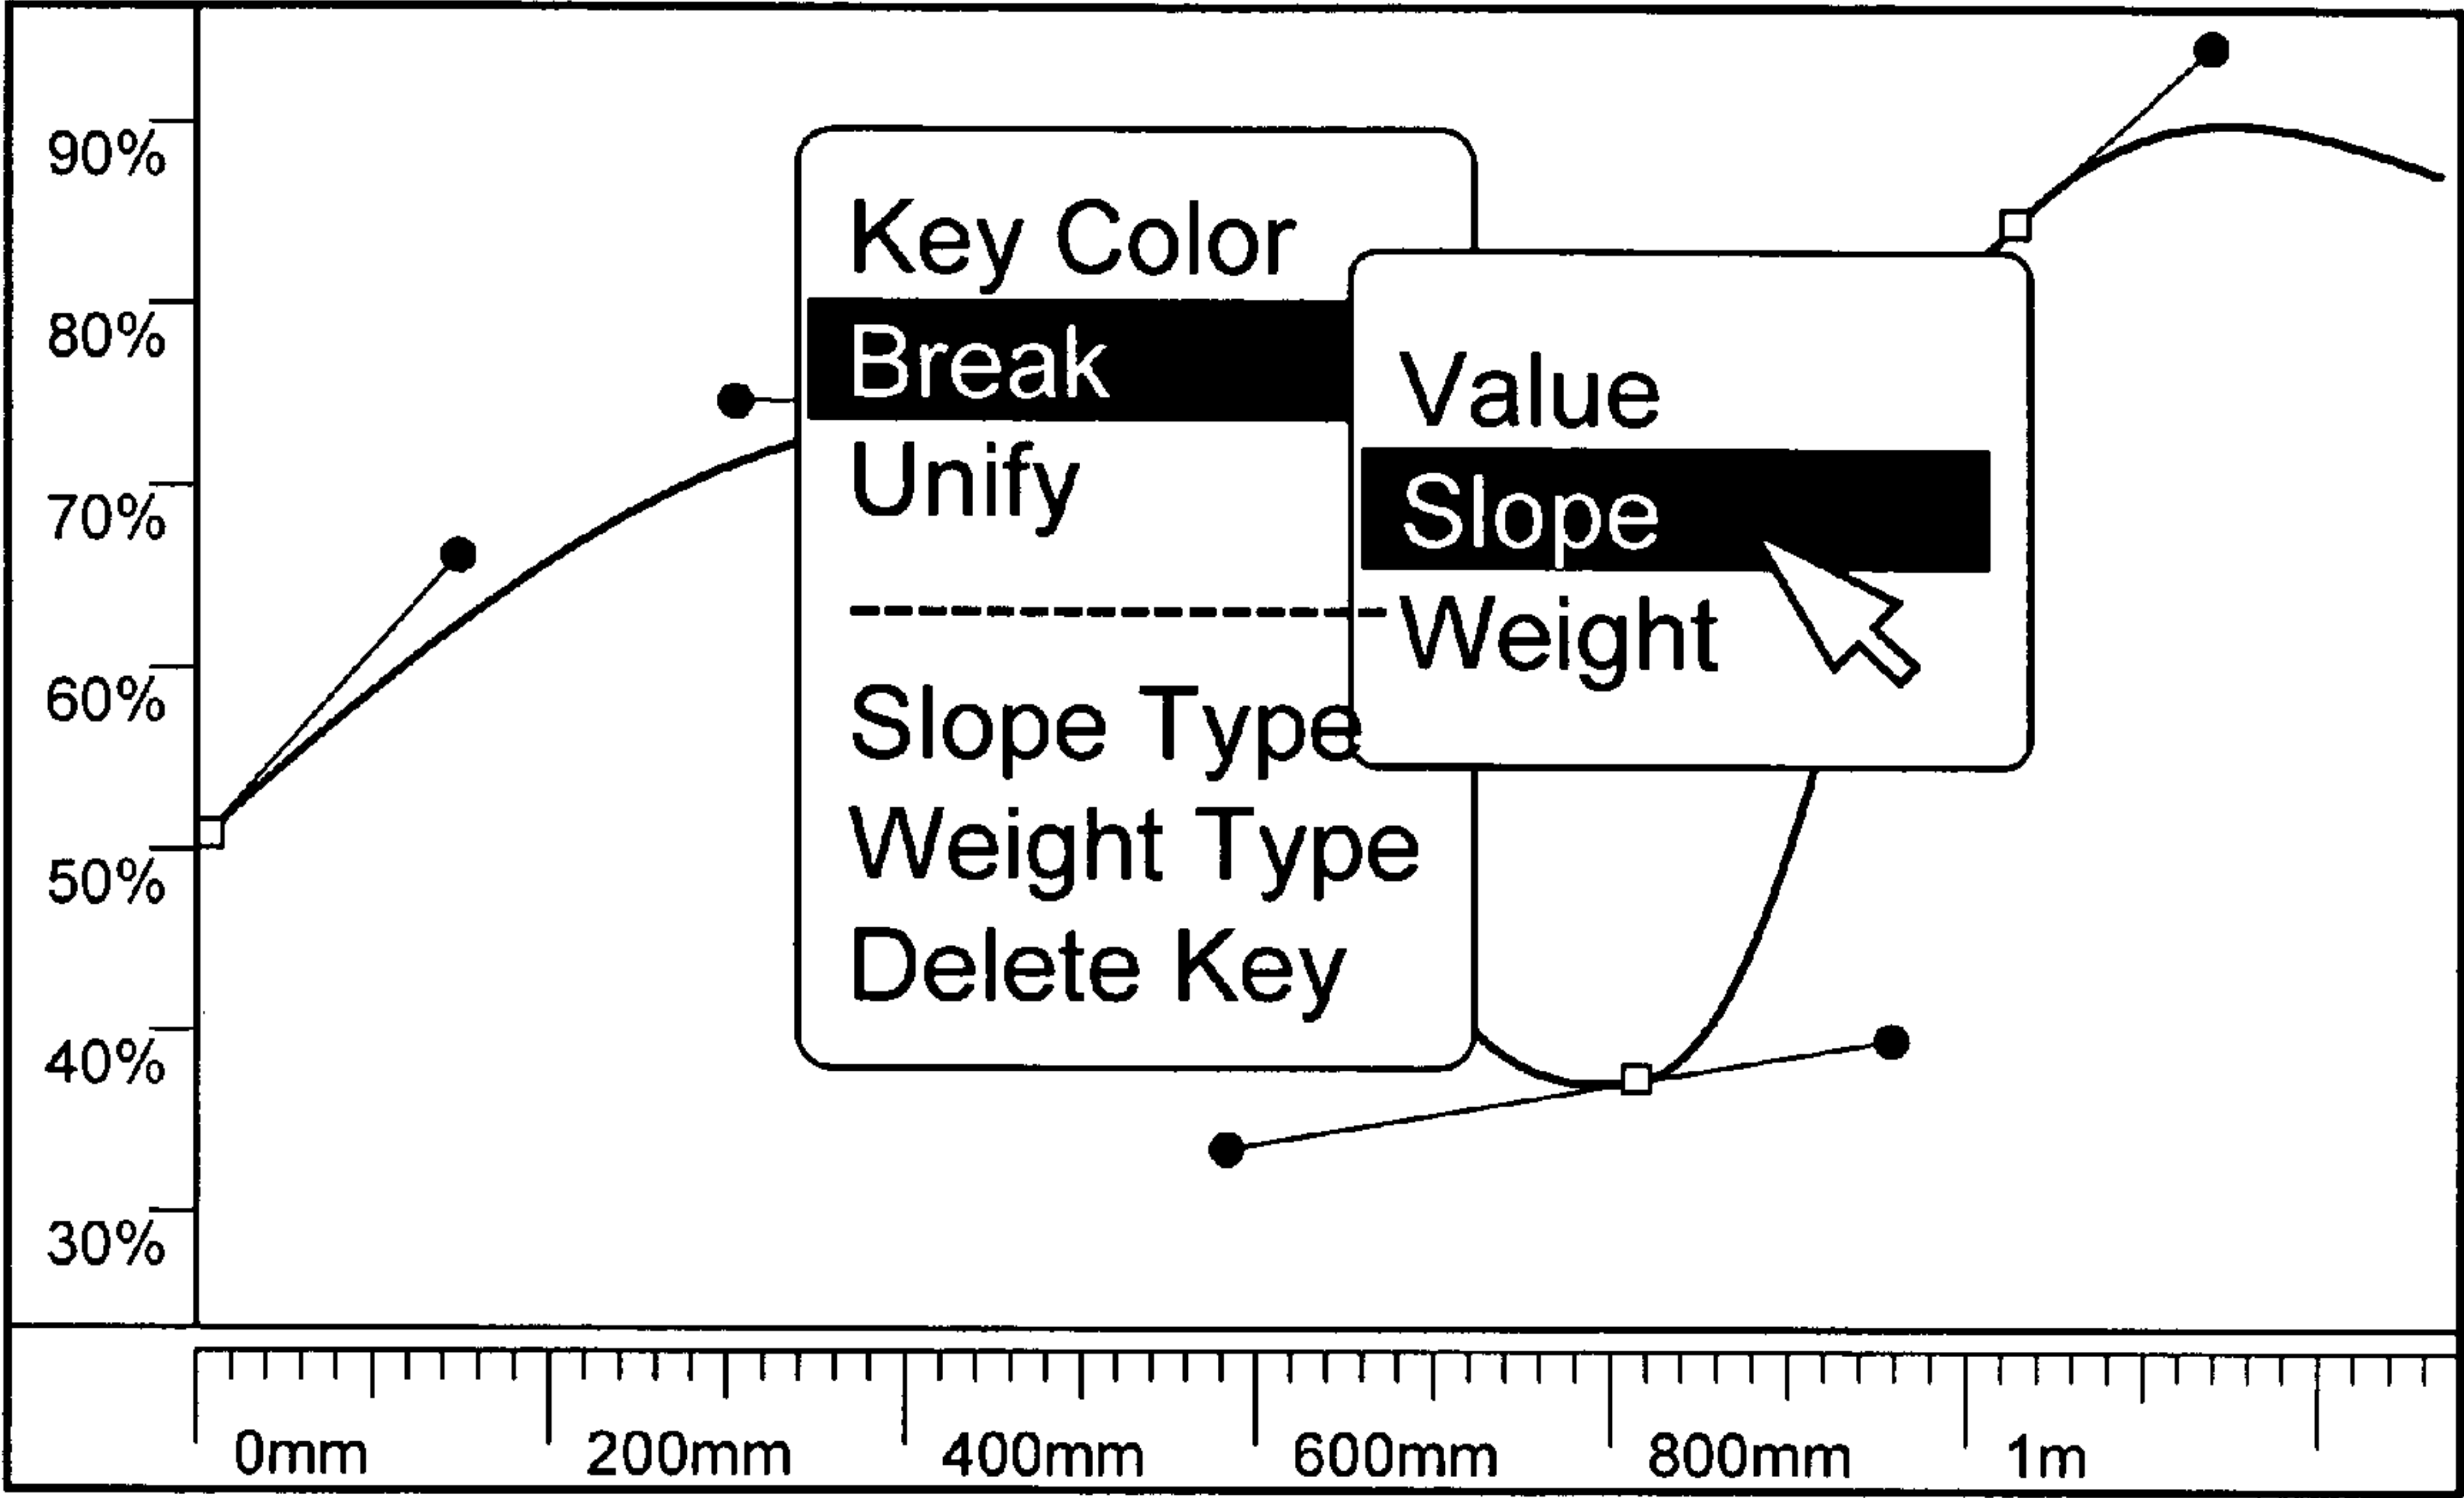 90%
80%
70%
60%
50%
40%
30%
Key Color
Break
Unify
Slope Type
Weight Type
Delete Key
Value
Slope
Weight
0mm 200mm 400mm 600mm 800mm 1m